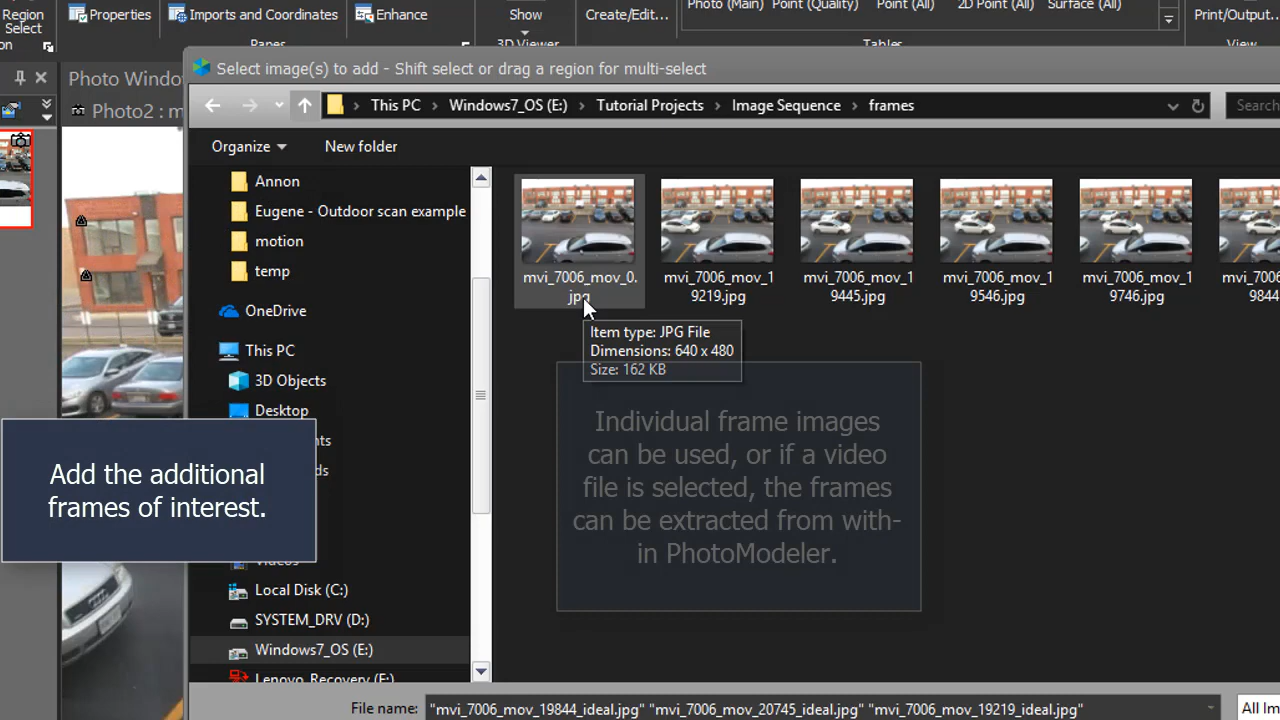 Region
Select
Properties
Imports and Coordinates
Enhance
Show
Create/Edit...
Photo (Main)
Point (Quality)
Point (All)
2D Point (All)
Surface (All)
Print/Output...
on
Panes
3D Viewer
Tables
View
Photo Windo
Photo2 : m
Select image(s) to add - Shift select or drag a region for multi-select
This PC > Windows7_OS (E:) > Tutorial Projects > Image Sequence > frames
Search
Organize
New folder
Annon
Eugene - Outdoor scan example
motion
temp
OneDrive
This PC
3D Objects
Desktop
nts
ds
Videos
Local Disk (C:)
SYSTEM_DRV (D:)
Windows7_OS (E:)
Lenovo_Recovery (F:)
mvi_7006_mov_0.
jpg
mvi_7006_mov_1
9219.jpg
mvi_7006_mov_1
9445.jpg
mvi_7006_mov_1
9546.jpg
mvi_7006_mov_1
9746.jpg
mvi_7006
9844
Item type: JPG File
Dimensions: 640 x 480
Size: 162 KB
Individual frame images
can be used, or if a video
file is selected, the frames
can be extracted from with-
in PhotoModeler.
Add the additional
frames of interest.
File name:
"mvi_7006_mov_19844_ideal.jpg" "mvi_7006_mov_20745_ideal.jpg" "mvi_7006_mov_19219_ideal.jpg"
All Im